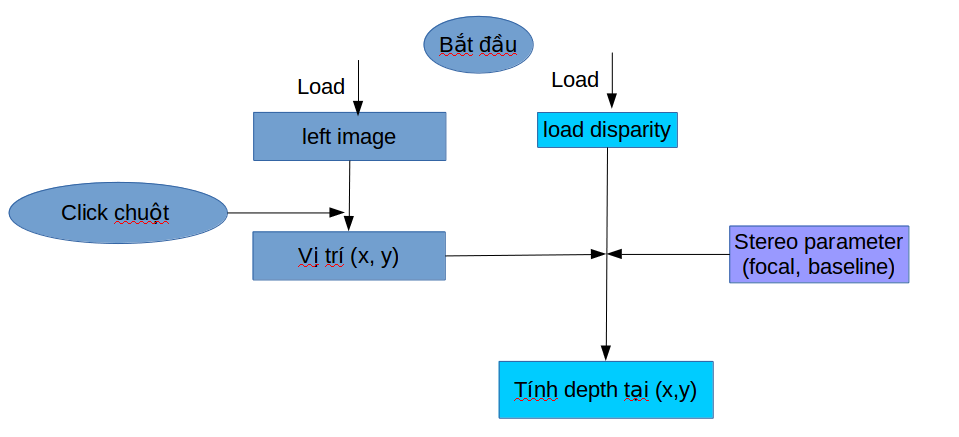 Bắt đầu
Load
Load
left image
load disparity
Click chuột
Vị trí (x, y)
Stereo parameter
(focal, baseline)
Tính depth tại (x,y)